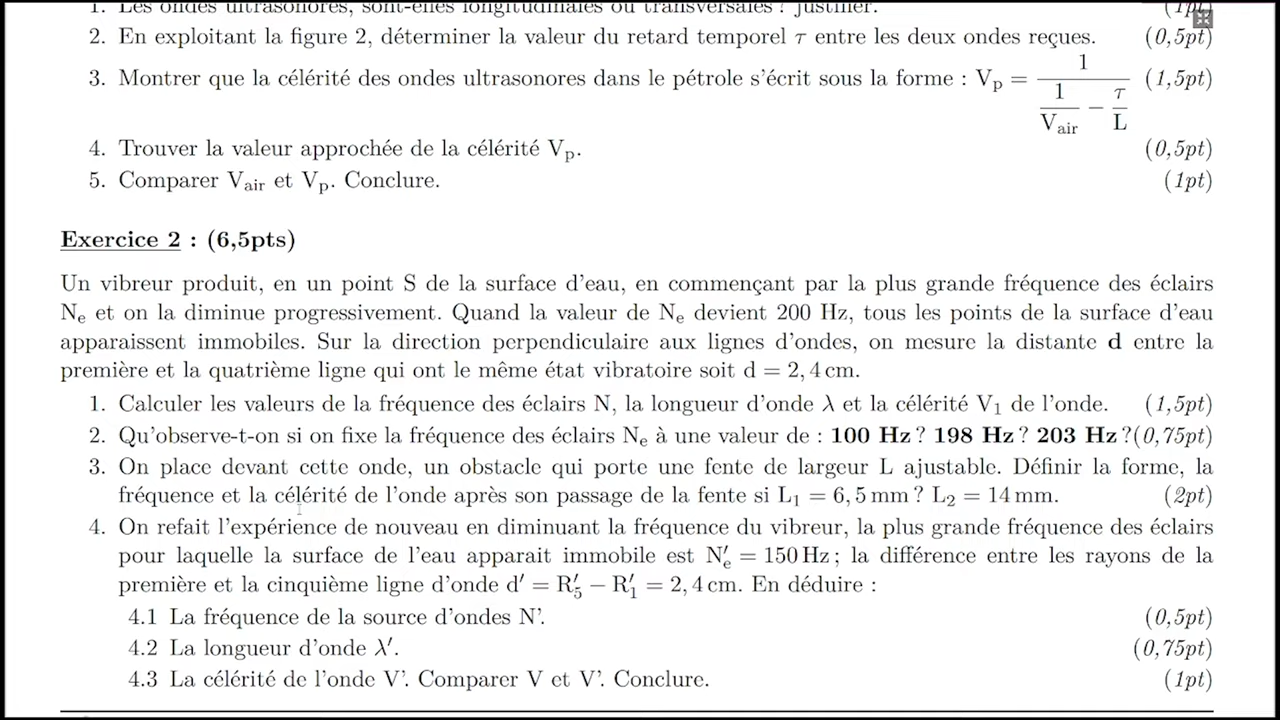 1. Les ondes ultrasonores, sont-elles longitudinales ou transversales ? justifier. (1pt)
2. En exploitant la figure 2, déterminer la valeur du retard temporel τ entre les deux ondes reçues. (0,5pt)
3. Montrer que la célérité des ondes ultrasonores dans le pétrole s'écrit sous la forme : Vp = 1 / (1/Vair − τ/L) (1,5pt)
4. Trouver la valeur approchée de la célérité Vp. (0,5pt)
5. Comparer Vair et Vp. Conclure. (1pt)
Exercice 2 : (6,5pts)
Un vibreur produit, en un point S de la surface d'eau, en commençant par la plus grande fréquence des éclairs
Ne et on la diminue progressivement. Quand la valeur de Ne devient 200 Hz, tous les points de la surface d'eau
apparaissent immobiles. Sur la direction perpendiculaire aux lignes d'ondes, on mesure la distante d entre la
première et la quatrième ligne qui ont le même état vibratoire soit d = 2,4 cm.
1. Calculer les valeurs de la fréquence des éclairs N, la longueur d'onde λ et la célérité V1 de l'onde. (1,5pt)
2. Qu'observe-t-on si on fixe la fréquence des éclairs Ne à une valeur de : 100 Hz ? 198 Hz ? 203 Hz ?(0,75pt)
3. On place devant cette onde, un obstacle qui porte une fente de largeur L ajustable. Définir la forme, la
fréquence et la célérité de l'onde après son passage de la fente si L1 = 6,5 mm ? L2 = 14 mm. (2pt)
4. On refait l'expérience de nouveau en diminuant la fréquence du vibreur, la plus grande fréquence des éclairs
pour laquelle la surface de l'eau apparait immobile est N′e = 150 Hz ; la différence entre les rayons de la
première et la cinquième ligne d'onde d′ = R′5 − R′1 = 2,4 cm. En déduire :
4.1 La fréquence de la source d'ondes N'. (0,5pt)
4.2 La longueur d'onde λ′. (0,75pt)
4.3 La célérité de l'onde V'. Comparer V et V'. Conclure. (1pt)